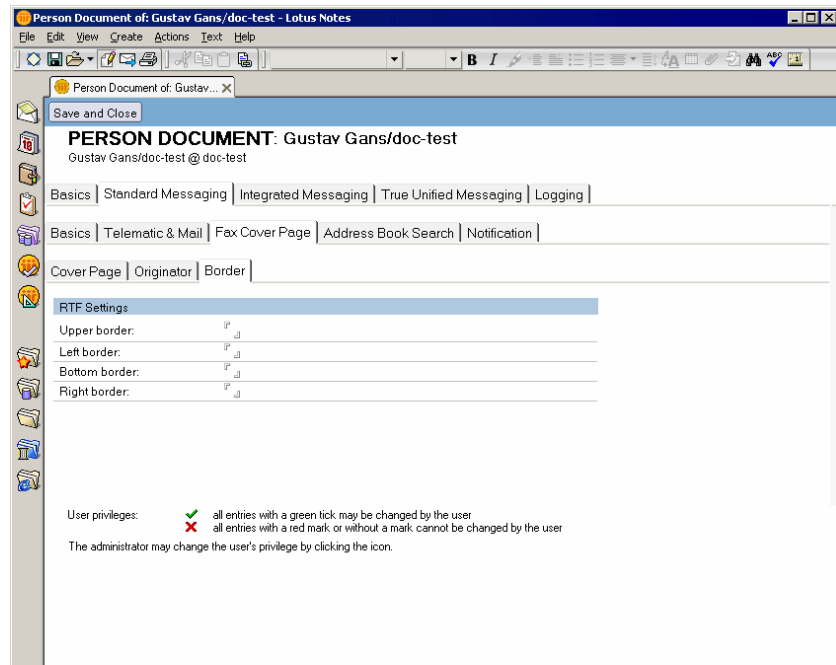 Person Document of: Gustav Gans/doc-test - Lotus Notes
File Edit View Create Actions Text Help
B I
ABC
Person Document of: Gustav...
Save and Close
PERSON DOCUMENT: Gustav Gans/doc-test
Gustav Gans/doc-test @ doc-test
18
Basics Standard Messaging Integrated Messaging True Unified Messaging Logging
Basics Telematic & Mail Fax Cover Page Address Book Search Notification
Cover Page Originator Border
RTF Settings
Upper border:
Left border:
Bottom border:
Right border:
User privileges: all entries with a green tick may be changed by the user
all entries with a red mark or without a mark cannot be changed by the user
The administrator may change the user's privilege by clicking the icon.